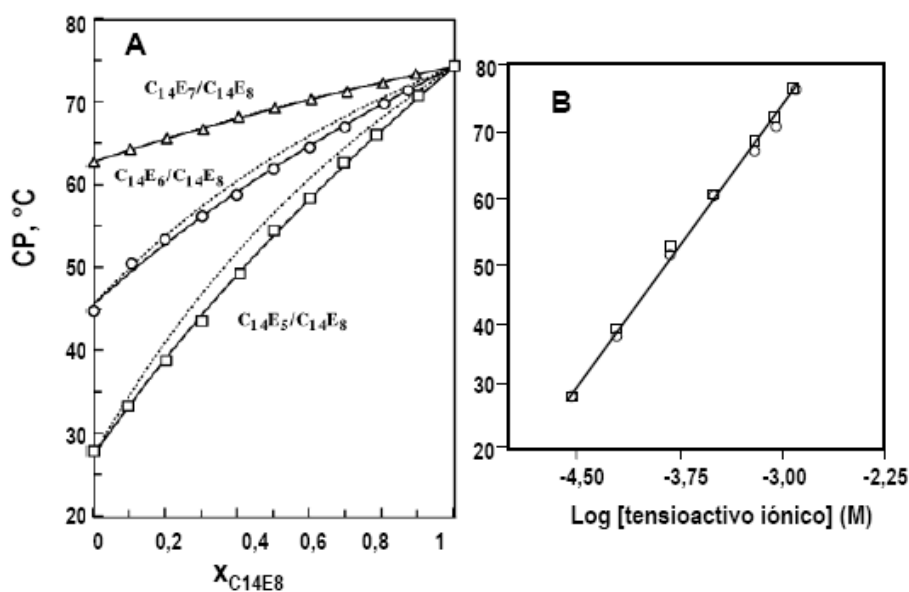 A
80
70
60
50
40
30
20
CP, °C
C14E7/C14E8
C14E6/C14E8
C14E5/C14E8
0 0,2 0,4 0,6 0,8 1
XC14E8
B
80
70
60
50
40
30
20
-4,50 -3,75 -3,00 -2,25
Log [tensioactivo iónico] (M)